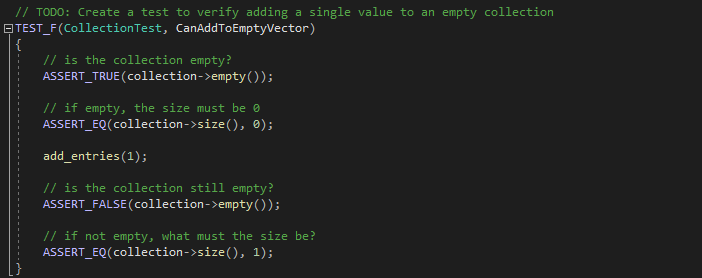 // TODO: Create a test to verify adding a single value to an empty collection
TEST_F(CollectionTest, CanAddToEmptyVector)
{
// is the collection empty?
ASSERT_TRUE(collection->empty());
// if empty, the size must be 0
ASSERT_EQ(collection->size(), 0);
add_entries(1);
// is the collection still empty?
ASSERT_FALSE(collection->empty());
// if not empty, what must the size be?
ASSERT_EQ(collection->size(), 1);
}